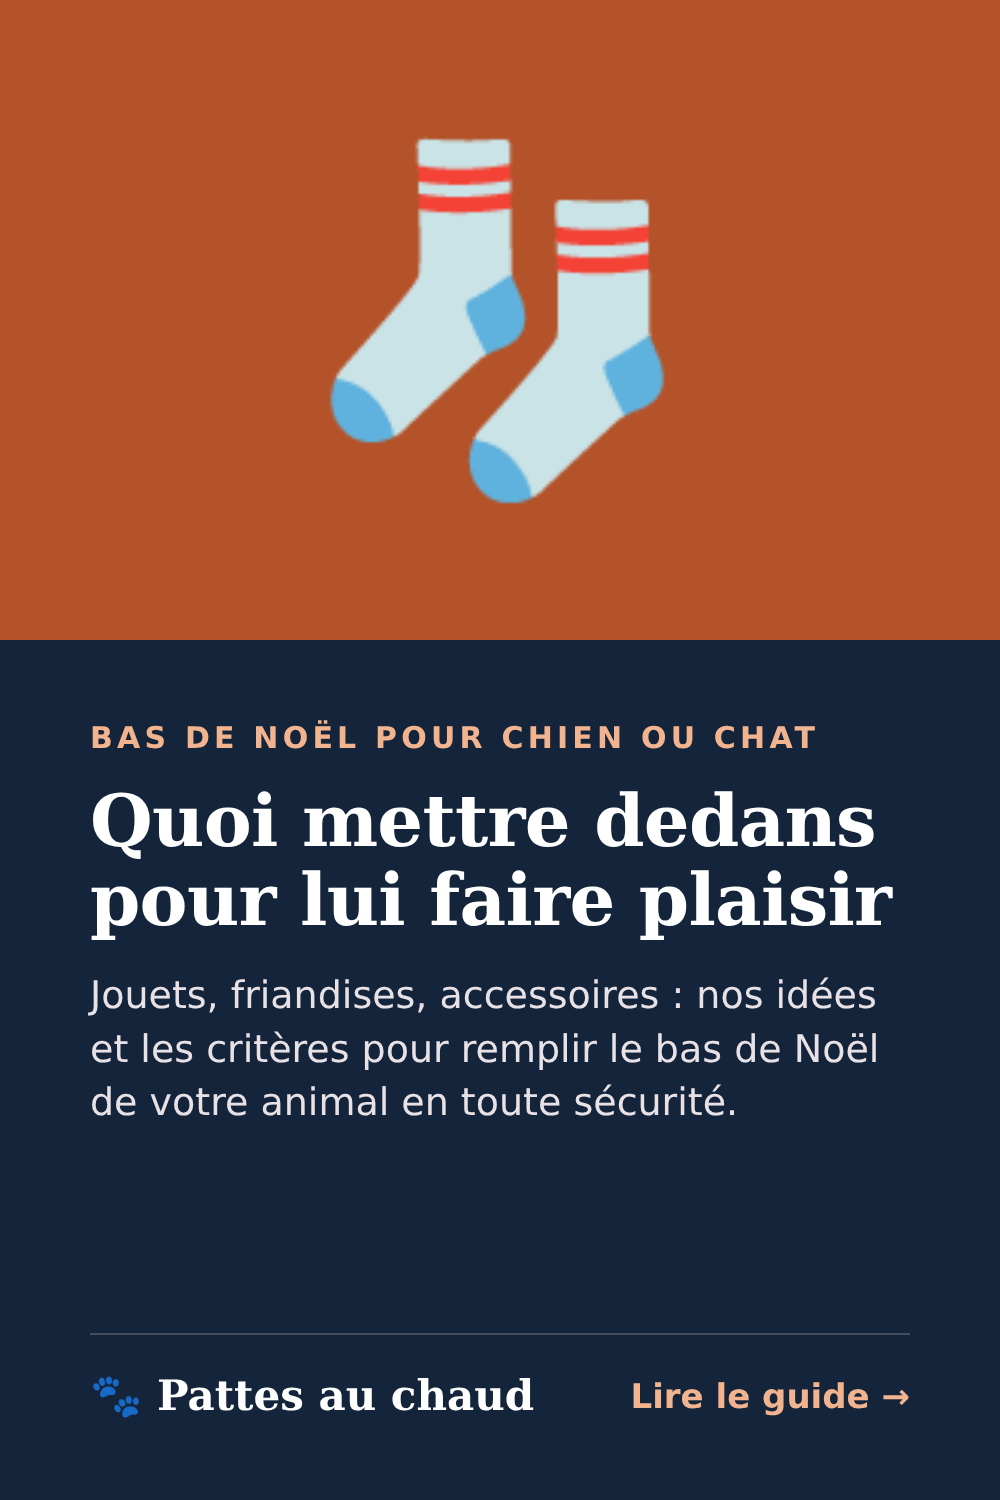 BAS DE NOËL POUR CHIEN OU CHAT
Quoi mettre dedans
pour lui faire plaisir
Jouets, friandises, accessoires : nos idées
et les critères pour remplir le bas de Noël
de votre animal en toute sécurité.
Pattes au chaud
Lire le guide →